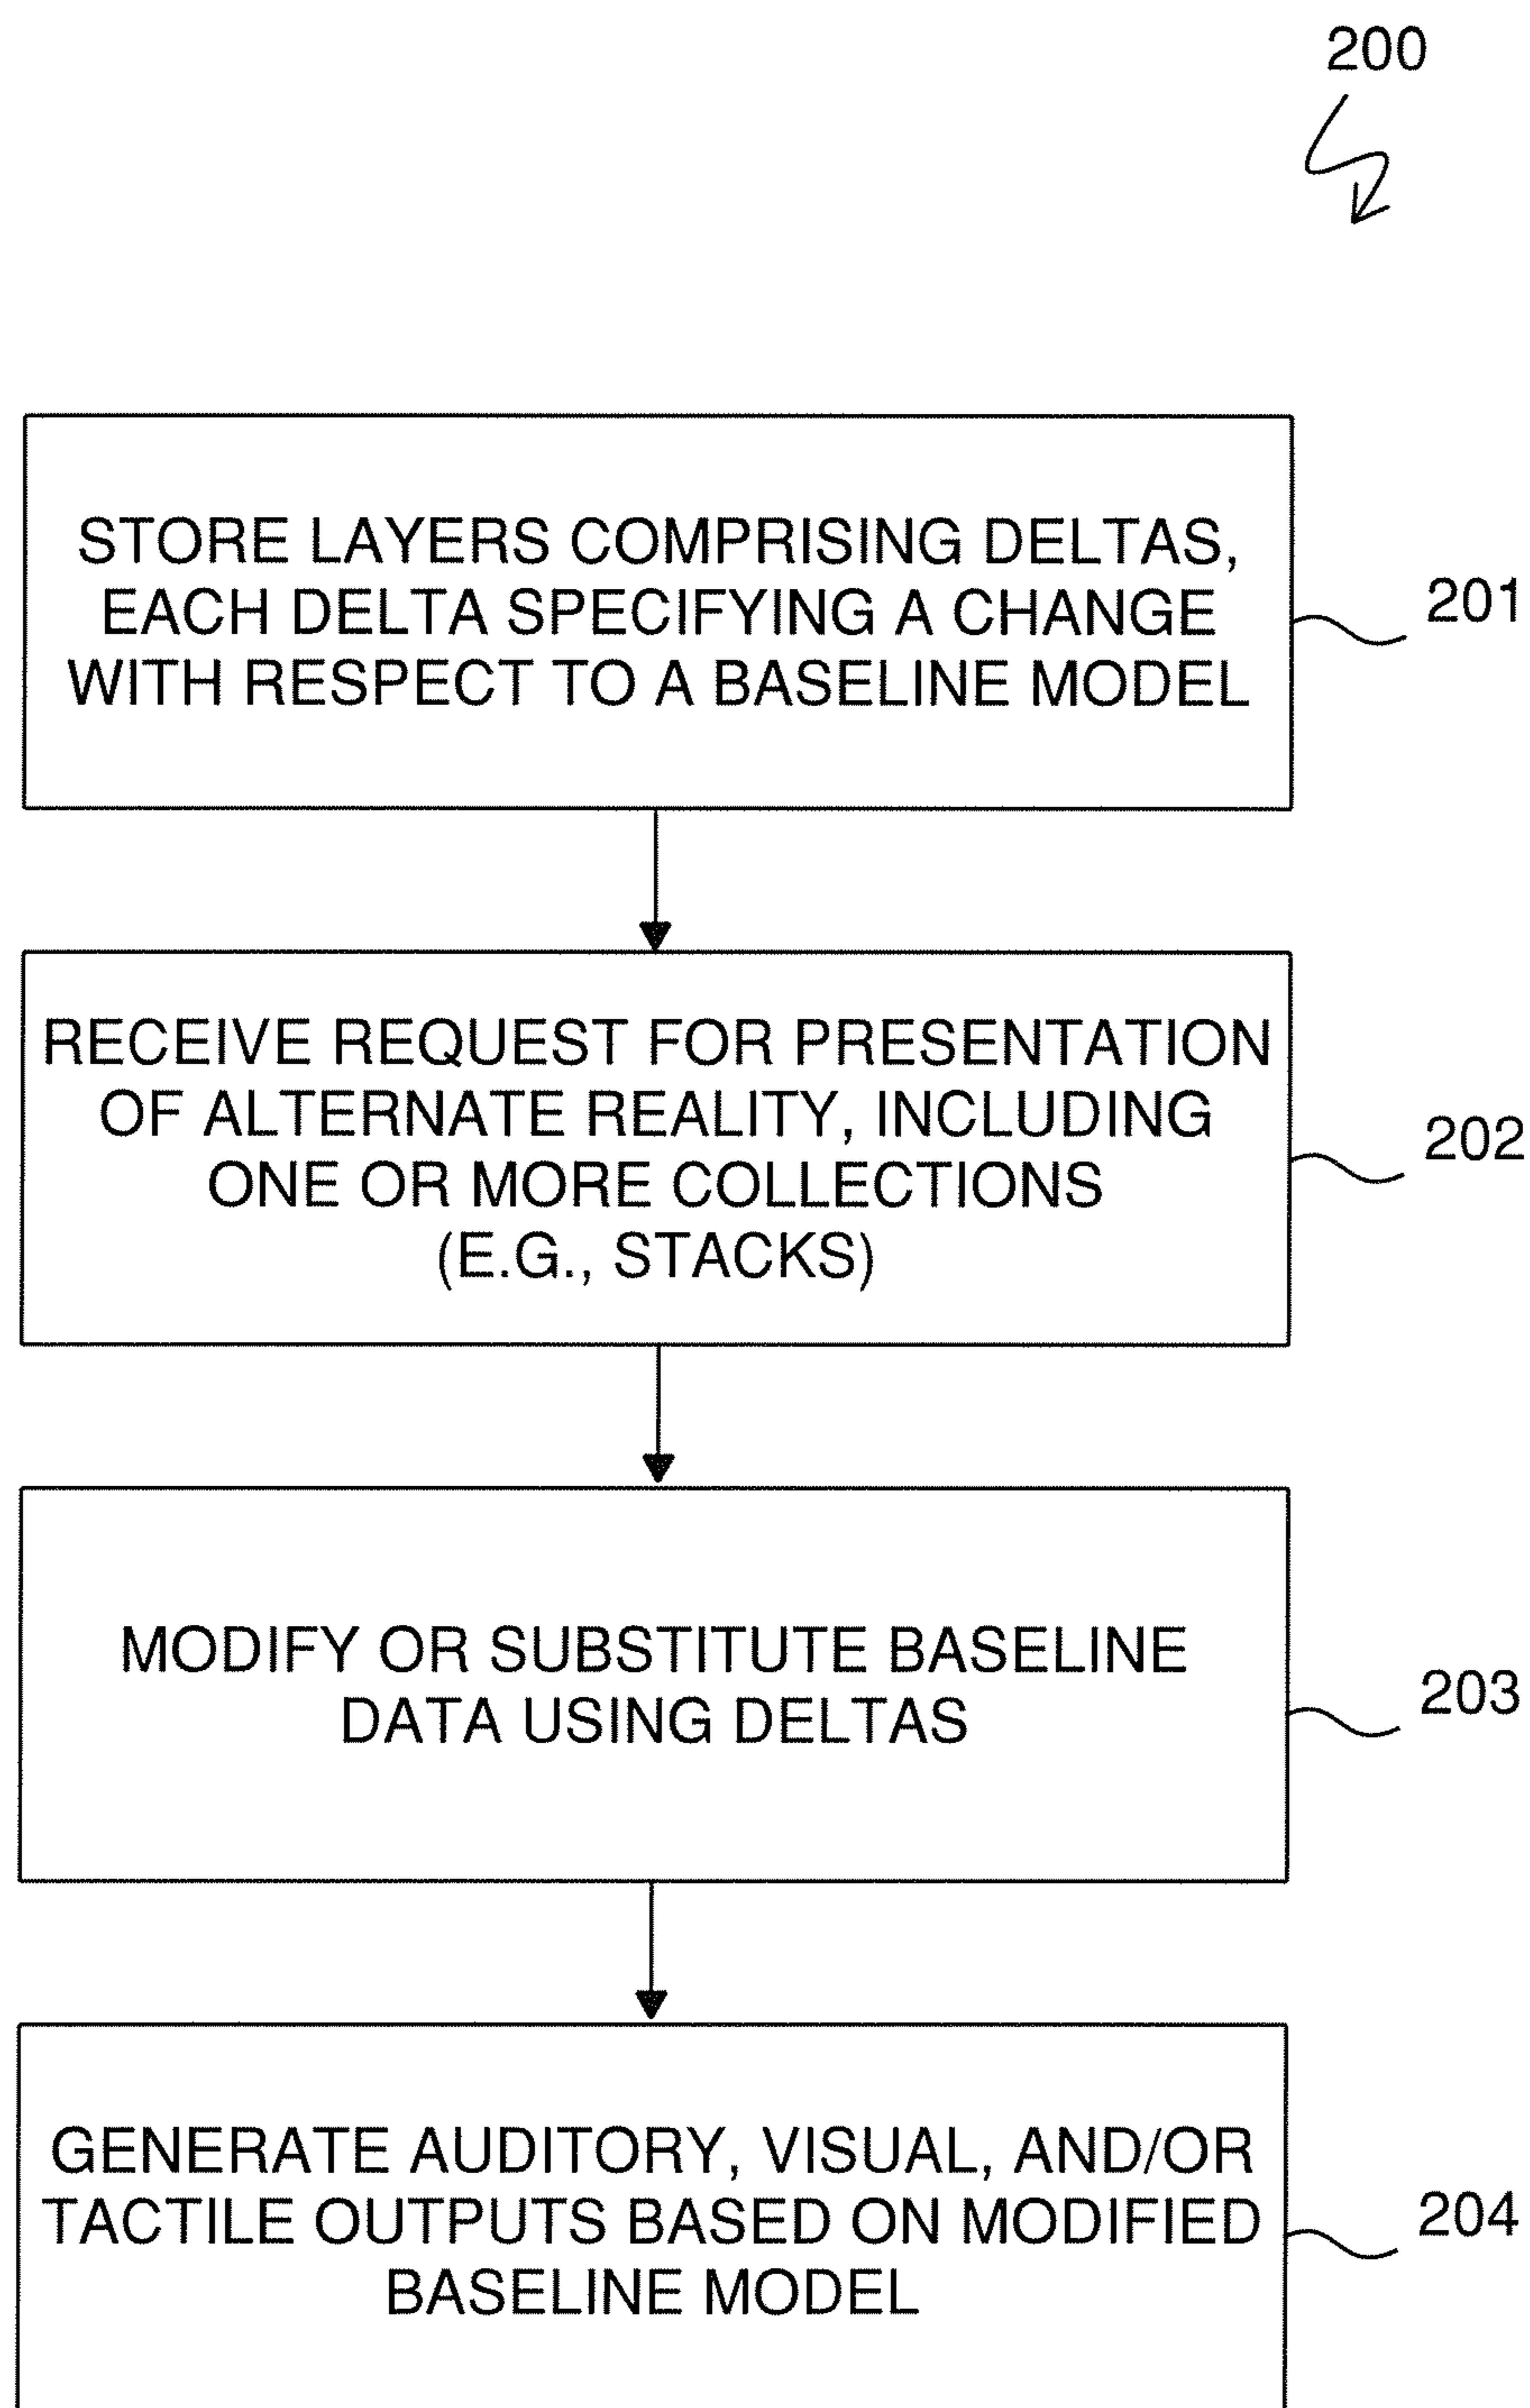 200
STORE LAYERS COMPRISING DELTAS,
EACH DELTA SPECIFYING A CHANGE
WITH RESPECT TO A BASELINE MODEL
201
RECEIVE REQUEST FOR PRESENTATION
OF ALTERNATE REALITY, INCLUDING
ONE OR MORE COLLECTIONS
(E.G., STACKS)
202
MODIFY OR SUBSTITUTE BASELINE
DATA USING DELTAS
203
GENERATE AUDITORY, VISUAL, AND/OR
TACTILE OUTPUTS BASED ON MODIFIED
BASELINE MODEL
204